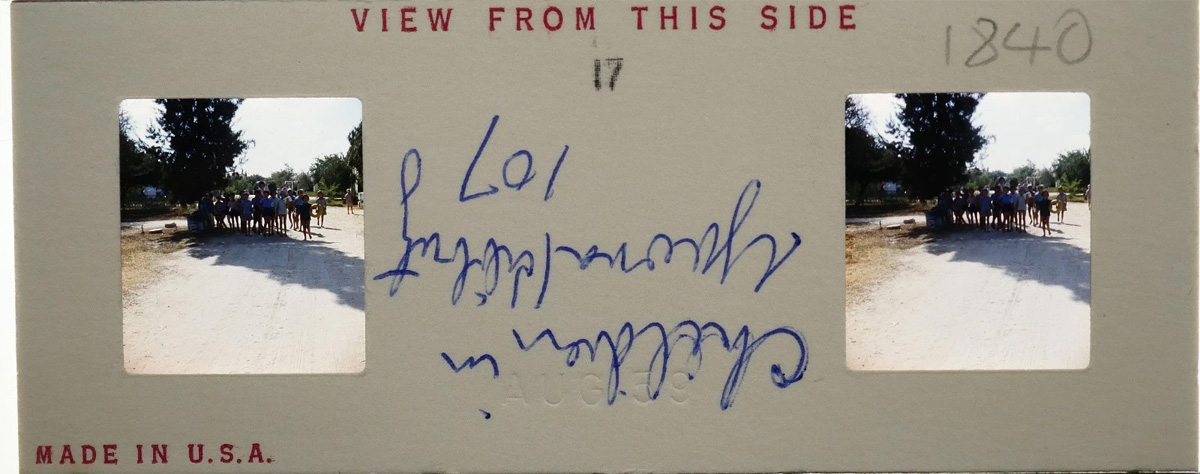 VIEW FROM THIS SIDE
1840
17
Children in
107
AUG 59
MADE IN U.S.A.